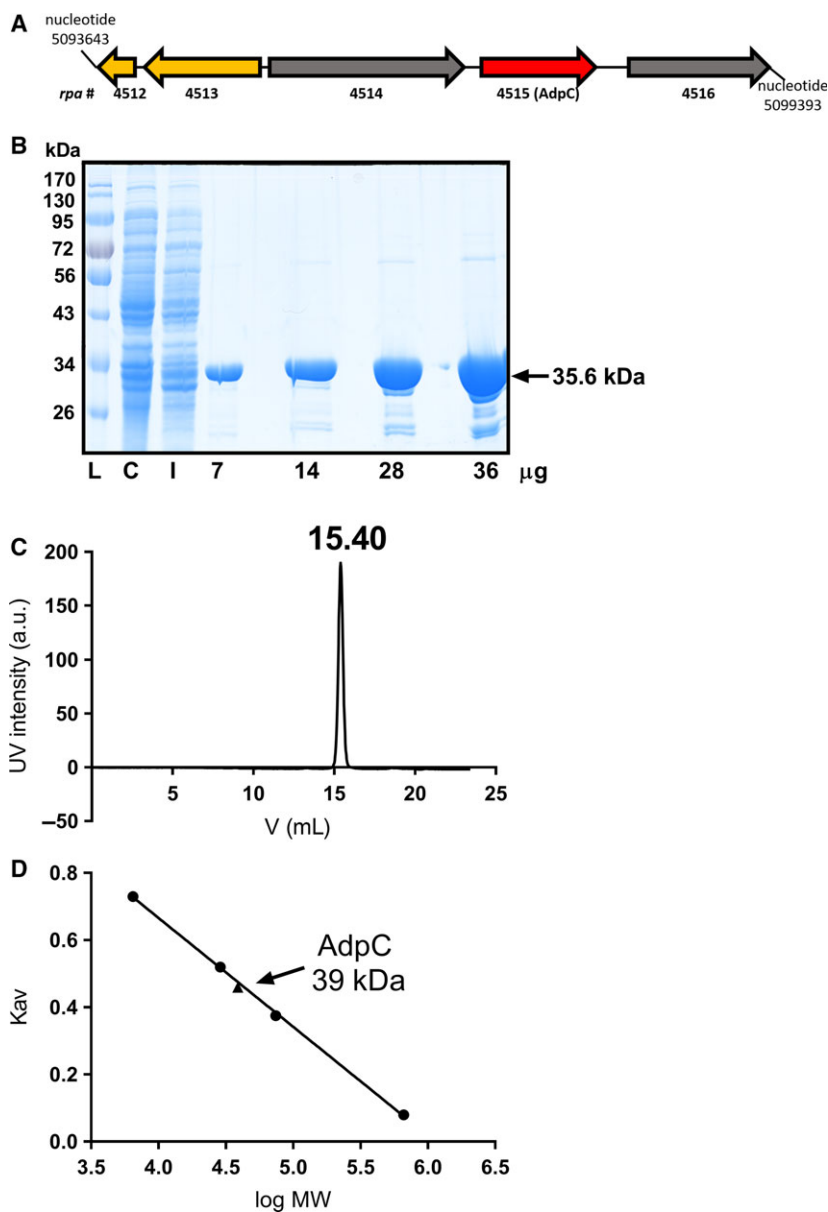 A
nucleotide
5093643
rpa # 4512 4513 4514 4515 (AdpC) 4516
nucleotide
5099393
B
kDa
170
130
95
72
56
43
34
26
35.6 kDa
L C I 7 14 28 36 µg
C
15.40
200
150
100
50
0
–50
5 10 15 20 25
UV intensity (a.u.)
V (mL)
D
0.8
0.6
0.4
0.2
0.0
AdpC
39 kDa
Kav
3.5 4.0 4.5 5.0 5.5 6.0 6.5
log MW